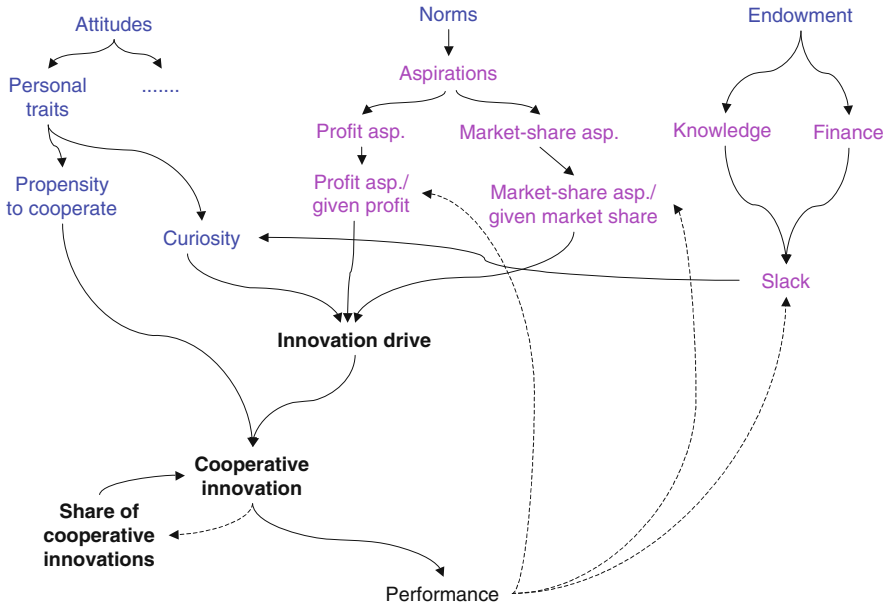 Attitudes
Norms
Endowment
Personal
traits
.......
Aspirations
Profit asp.
Market-share asp.
Knowledge
Finance
Propensity
to cooperate
Profit asp./
given profit
Market-share asp./
given market share
Curiosity
Slack
Innovation drive
Cooperative
innovation
Share of
cooperative
innovations
Performance